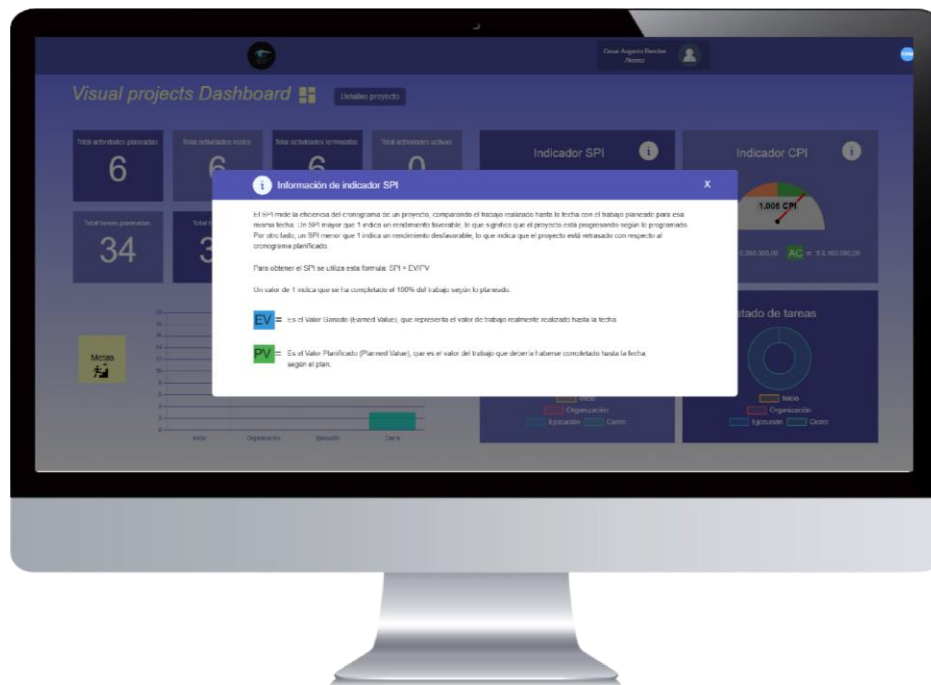 Visual projects Dashboard
Detalles proyecto
Total actividades planeadas
6
Total actividades reales
6
Total actividades terminadas
6
Total actividades activas
0
Indicador SPI
i
Indicador CPI
i
1.006 CPI
AC =
Total tareas planeadas
34
Información de indicador SPI
X
El SPI mide la eficiencia del cronograma de un proyecto, comparando el trabajo realizado hasta la fecha con el trabajo planeado para esa
misma fecha. Un SPI mayor que 1 indica un rendimiento favorable, lo que significa que el proyecto está progresando según lo programado.
Por otro lado, un SPI menor que 1 indica un rendimiento desfavorable, lo que indica que el proyecto está retrasado con respecto al
cronograma planificado.
Para obtener el SPI se utiliza esta formula: SPI = EV/PV
Un valor de 1 indica que se ha completado el 100% del trabajo según lo planeado.
EV = Es el Valor Ganado (Earned Value), que representa el valor de trabajo realmente realizado hasta la fecha
PV = Es el Valor Planificado (Planned Value), que es el valor del trabajo que debería haberse completado hasta la fecha
según el plan.
Metas
Inicio
Organización
Ejecución
Cierre
Inicio
Organización
Ejecución
Cierre
stado de tareas
Inicio
Organización
Ejecución
Cierre